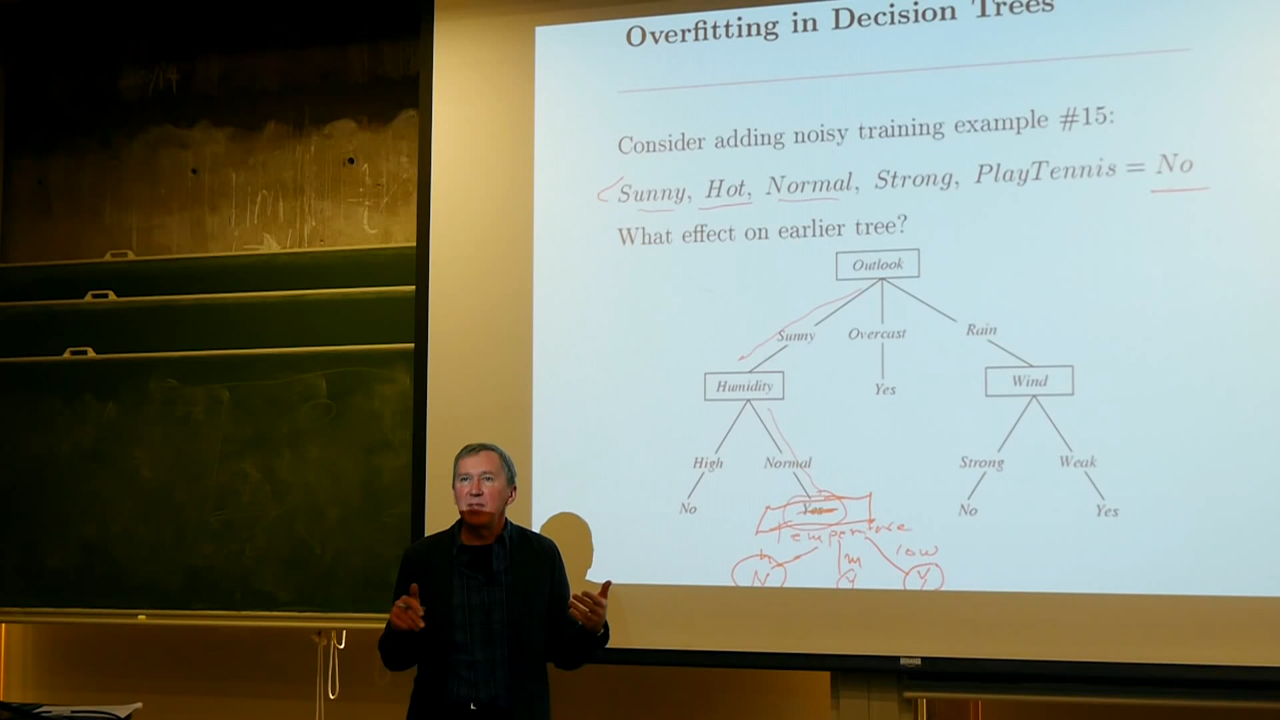 Overfitting in Decision Trees
Consider adding noisy training example #15:
Sunny, Hot, Normal, Strong, PlayTennis = No
What effect on earlier tree?
Outlook
Sunny Overcast Rain
Humidity Yes Wind
High Normal Strong Weak
No Yes No Yes
Temperature
h m low
N Y Y